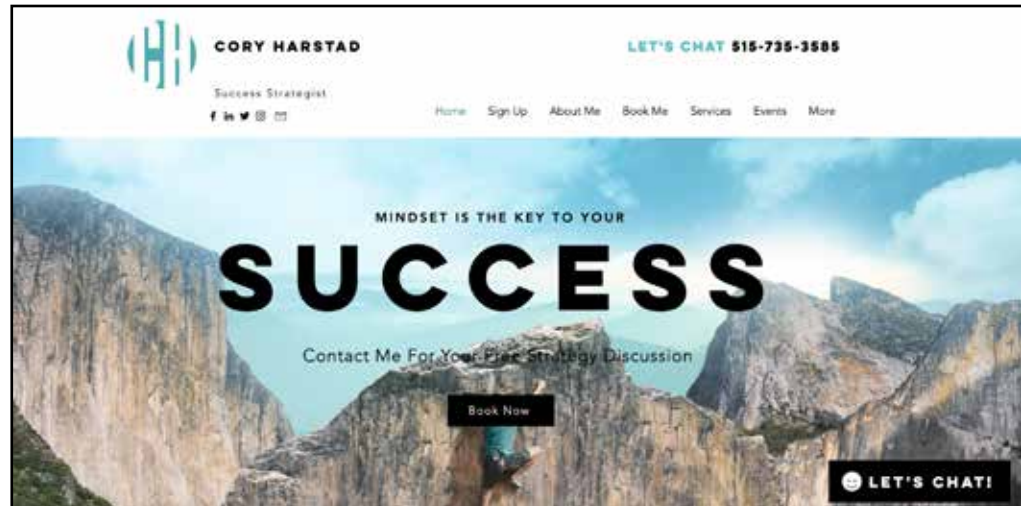 CH
CORY HARSTAD
LET'S CHAT 515-735-3585
Success Strategist
Home Sign Up About Me Book Me Services Events More
MINDSET IS THE KEY TO YOUR
SUCCESS
Contact Me For Your Free Strategy Discussion
Book Now
LET'S CHAT!